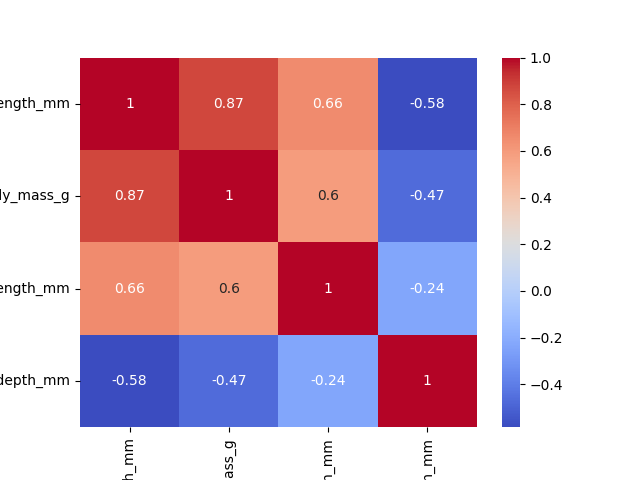 ength_mm 1 0.87 0.66 -0.58
ly_mass_g 0.87 1 0.6 -0.47
ength_mm 0.66 0.6 1 -0.24
depth_mm -0.58 -0.47 -0.24 1
h_mm
ass_g
h_mm
h_mm
1.0
0.8
0.6
0.4
0.2
0.0
−0.2
−0.4